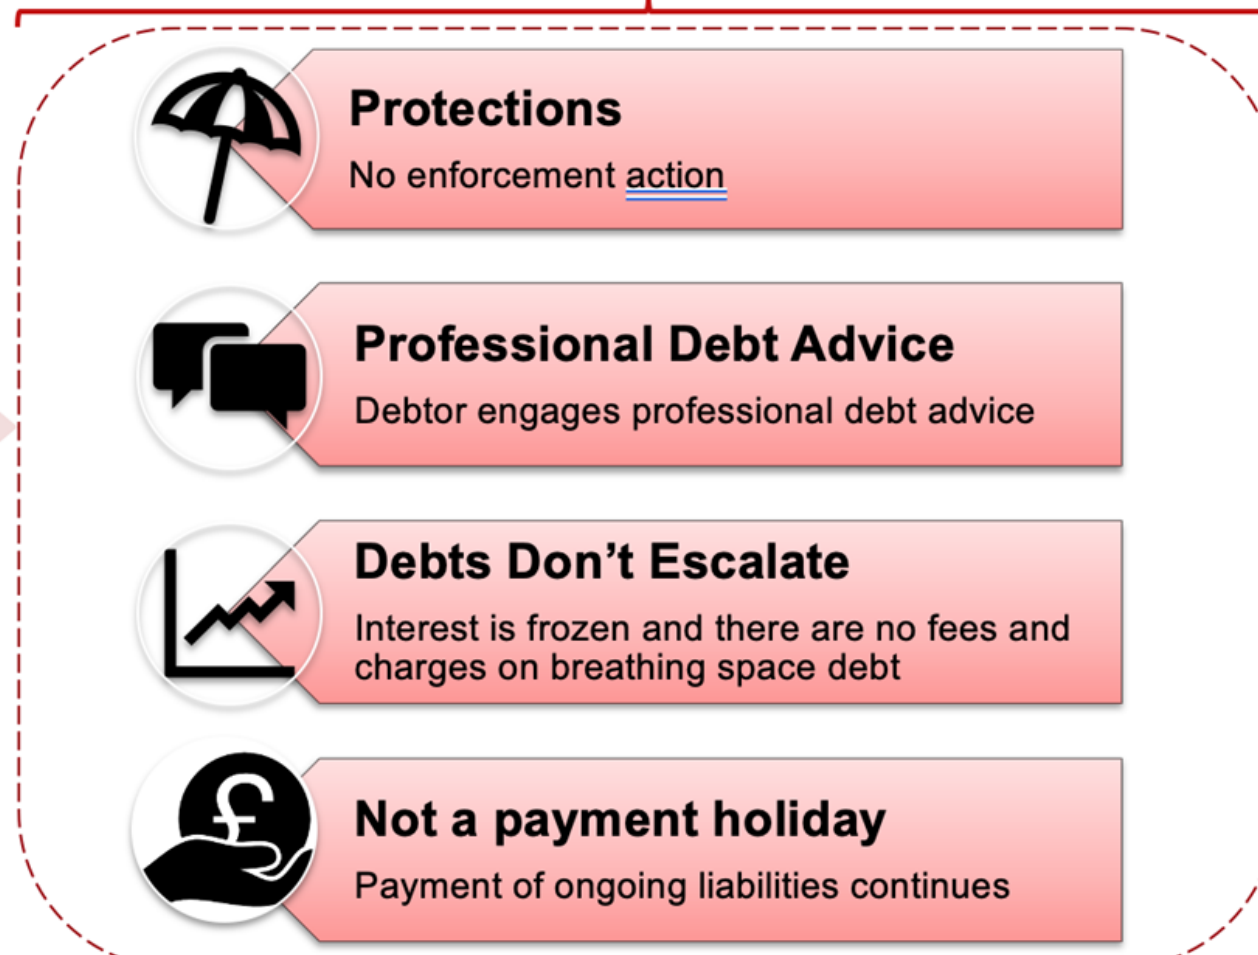 Protections
No enforcement action
Professional Debt Advice
Debtor engages professional debt advice
Debts Don’t Escalate
Interest is frozen and there are no fees and
charges on breathing space debt
£
Not a payment holiday
Payment of ongoing liabilities continues